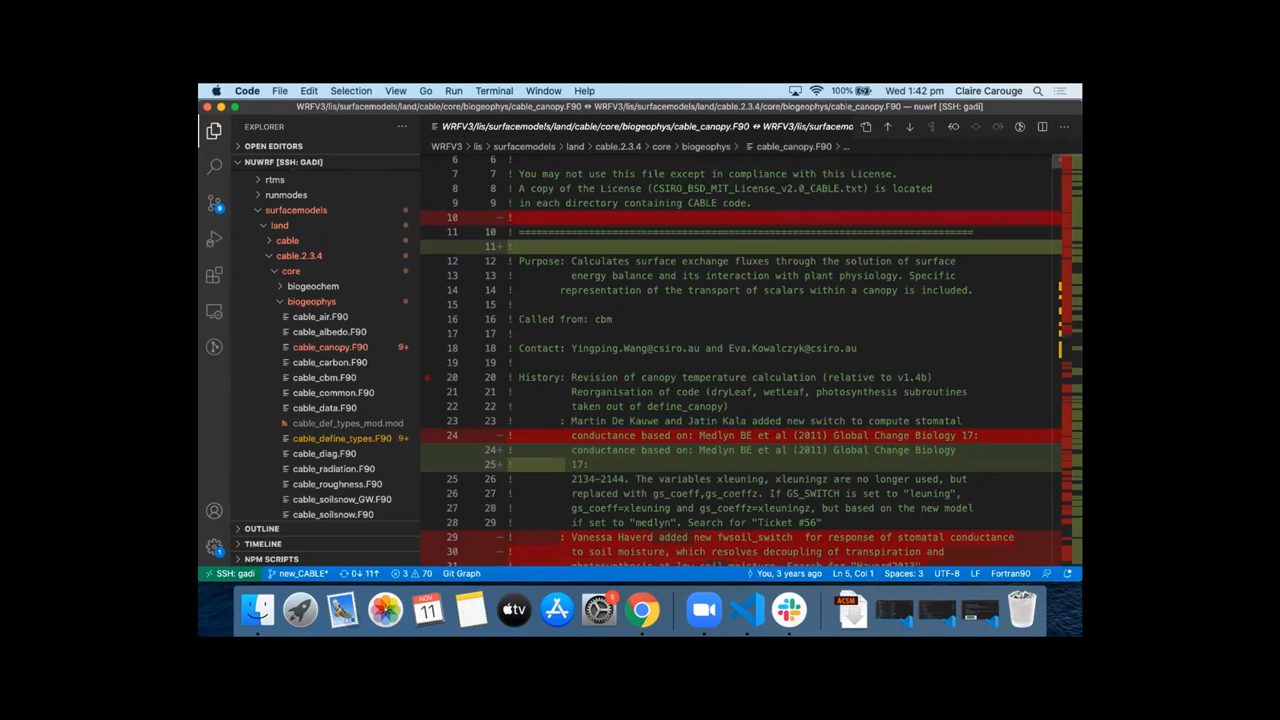 Code File Edit Selection View Go Run Terminal Window Help 100% Wed 1:42 pm Claire Carouge
WRFV3/lis/surfacemodels/land/cable/core/biogeophys/cable_canopy.F90 ↔ WRFV3/lis/surfacemodels/land/cable.2.3.4/core/biogeophys/cable_canopy.F90 — nuwrf [SSH: gadi]
EXPLORER
OPEN EDITORS
NUWRF [SSH: GADI]
rtms
runmodes
surfacemodels
land
cable
cable.2.3.4
core
biogeochem
biogeophys
cable_air.F90
cable_albedo.F90
cable_canopy.F90 9+
cable_carbon.F90
cable_cbm.F90
cable_common.F90
cable_data.F90
cable_def_types_mod.mod
cable_define_types.F90 9+
cable_diag.F90
cable_radiation.F90
cable_roughness.F90
cable_soilsnow_GW.F90
cable_soilsnow.F90
OUTLINE
TIMELINE
NPM SCRIPTS
9
1
WRFV3/lis/surfacemodels/land/cable/core/biogeophys/cable_canopy.F90 ↔ WRFV3/lis/surfacemo
WRFV3 > lis > surfacemodels > land > cable.2.3.4 > core > biogeophys > cable_canopy.F90 > ...
6 6 !
7 7 ! You may not use this file except in compliance with this License.
8 8 ! A copy of the License (CSIRO_BSD_MIT_License_v2.0_CABLE.txt) is located
9 9 ! in each directory containing CABLE code.
10 — !
11 10 ! ==============================================================================
11+ !
12 12 ! Purpose: Calculates surface exchange fluxes through the solution of surface
13 13 ! energy balance and its interaction with plant physiology. Specific
14 14 ! representation of the transport of scalars within a canopy is included.
15 15 !
16 16 ! Called from: cbm
17 17 !
18 18 ! Contact: Yingping.Wang@csiro.au and Eva.Kowalczyk@csiro.au
19 19 !
20 20 ! History: Revision of canopy temperature calculation (relative to v1.4b)
21 21 ! Reorganisation of code (dryLeaf, wetLeaf, photosynthesis subroutines
22 22 ! taken out of define_canopy)
23 23 ! : Martin De Kauwe and Jatin Kala added new switch to compute stomatal
24 — ! conductance based on: Medlyn BE et al (2011) Global Change Biology 17:
24+ ! conductance based on: Medlyn BE et al (2011) Global Change Biology
25+ ! 17:
25 26 ! 2134-2144. The variables xleuning, xleuningz are no longer used, but
26 27 ! replaced with gs_coeff,gs_coeffz. If GS_SWITCH is set to "leuning",
27 28 ! gs_coeff=xleuning and gs_coeffz=xleuningz, but based on the new model
28 29 ! if set to "medlyn". Search for "Ticket #56"
29 — ! : Vanessa Haverd added new fwsoil_switch for response of stomatal conductance
30 — ! to soil moisture, which resolves decoupling of transpiration and
SSH: gadi new_CABLE* 0↓ 11↑ 3 70 Git Graph You, 3 years ago Ln 5, Col 1 Spaces: 3 UTF-8 LF Fortran90
NOV
11
tv
1
ACSM